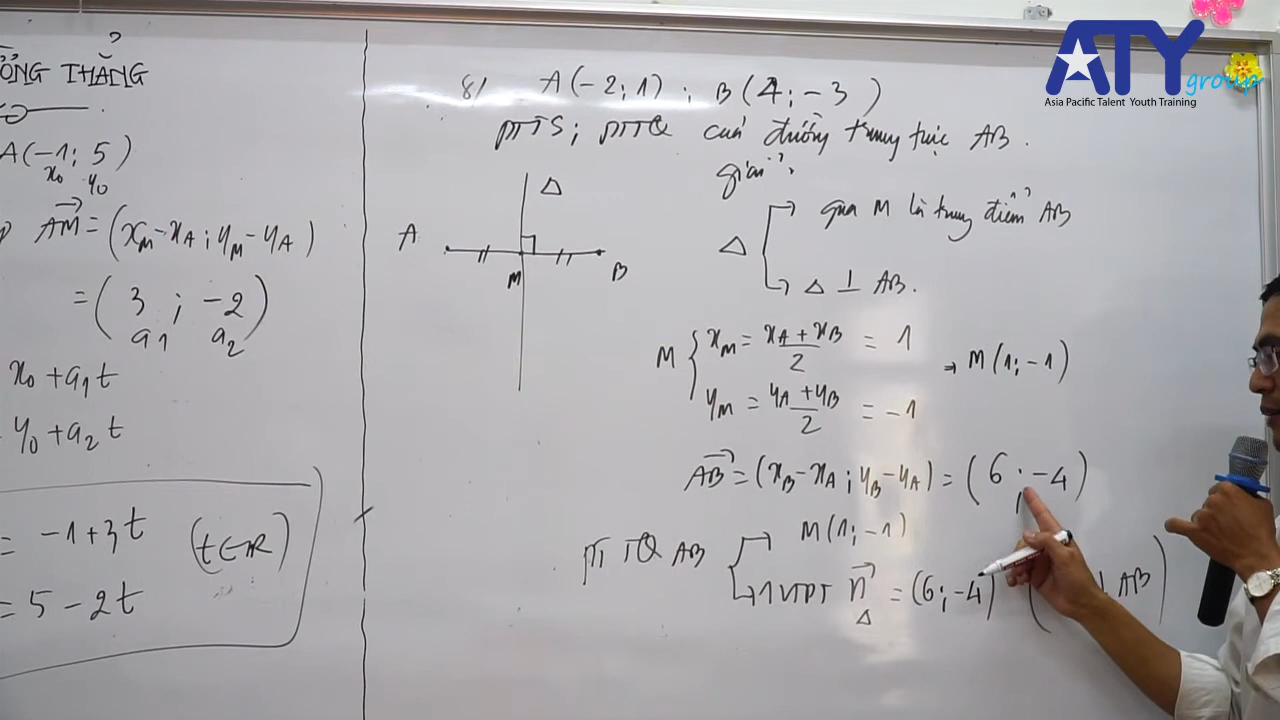 ATY group
Asia Pacific Talent Youth Training
ỜNG THẲNG
A(-1; 5)
x₀ y₀
AM→ = (x_M - x_A ; y_M - y_A)
= (3 ; -2)
a₁ a₂
x₀ + a₁t
y₀ + a₂t
= -1+3t (t∈R)
= 5 - 2t
8/ A(-2; 1) ; B(4; -3)
PTTS; PTTQ của đường trung trực AB.
giải:
Δ
A
M
B
qua M là trung điểm AB
Δ
Δ ⊥ AB.
M { x_M = (x_A + x_B)/2 = 1
y_M = (y_A + y_B)/2 = -1
→ M(1; -1)
AB→ = (x_B - x_A ; y_B - y_A) = (6 ; -4)
PTTQ AB
M(1; -1)
1 VTPT n→ = (6; -4) ( ⊥ AB)
Δ